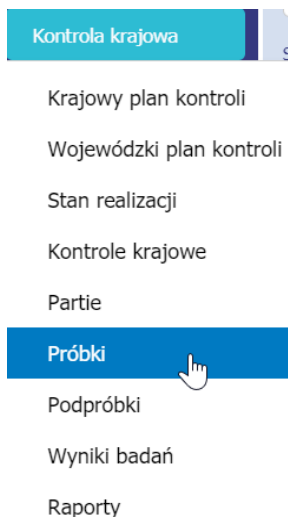 Kontrola krajowa
Krajowy plan kontroli
Wojewódzki plan kontroli
Stan realizacji
Kontrole krajowe
Partie
Próbki
Podpróbki
Wyniki badań
Raporty